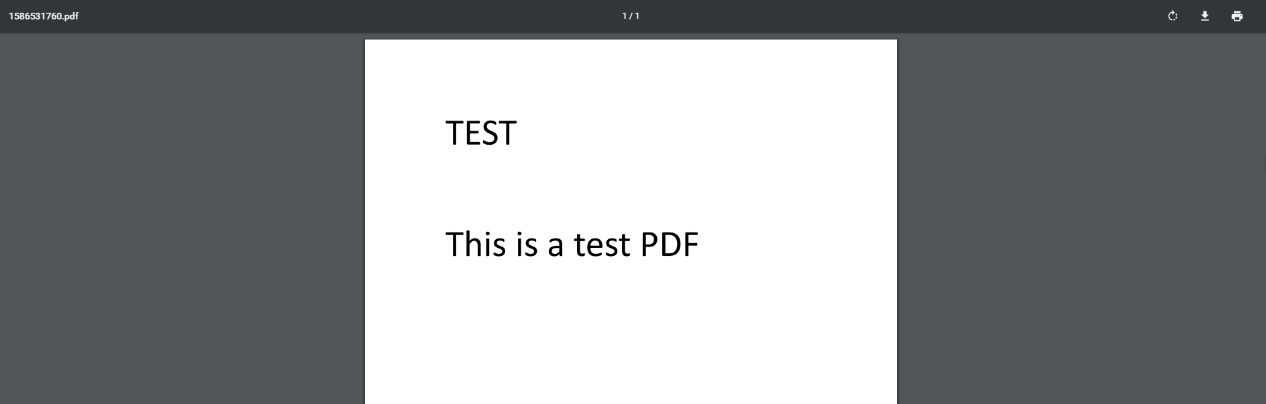 1586531760.pdf
1 / 1
TEST
This is a test PDF